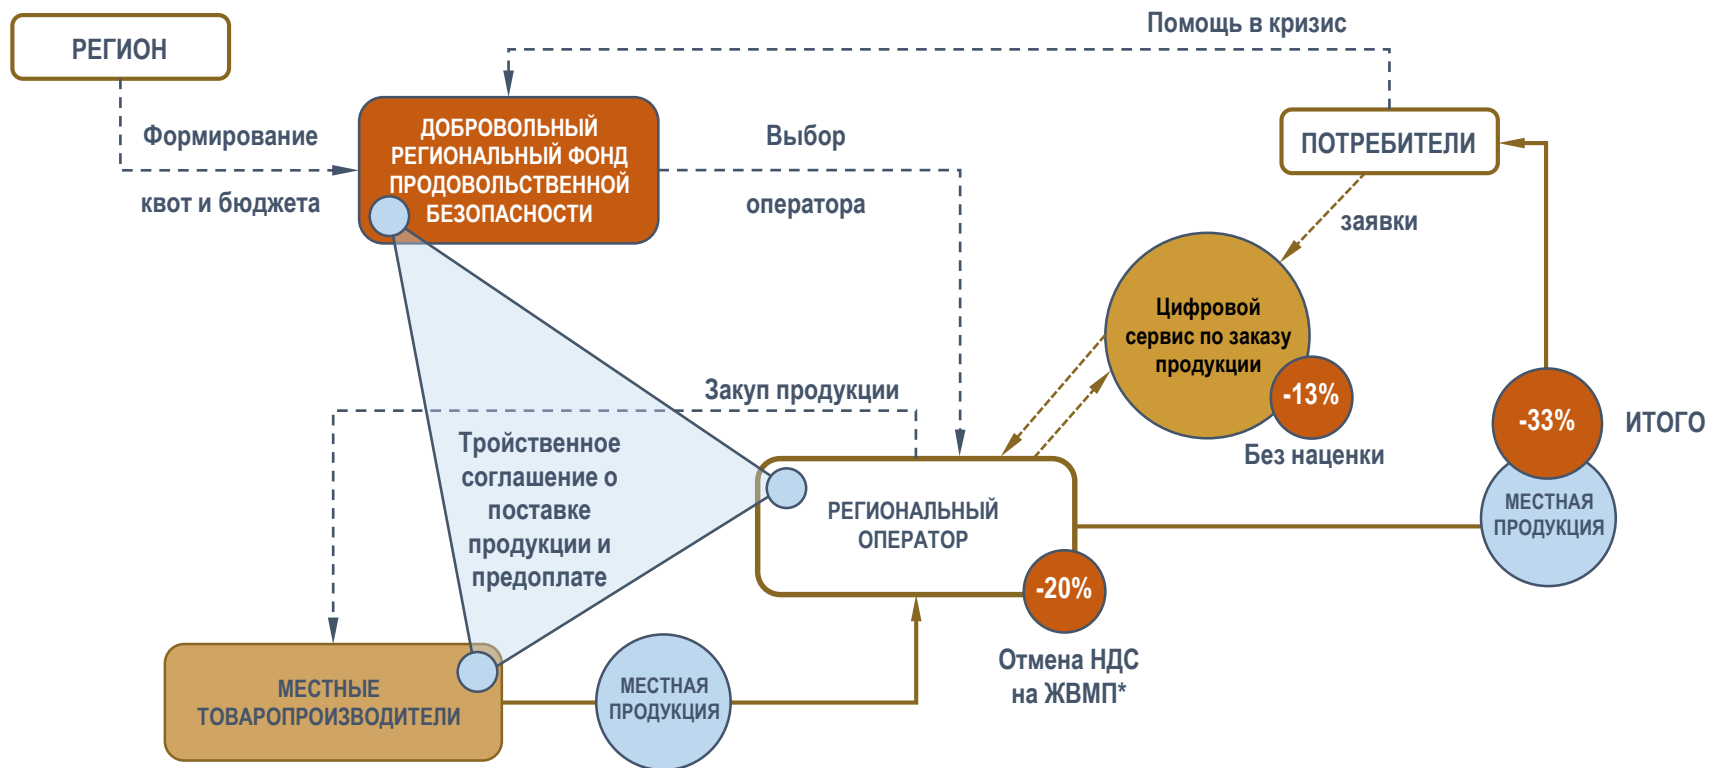 РЕГИОН
Помощь в кризис
Формирование
квот и бюджета
ДОБРОВОЛЬНЫЙ
РЕГИОНАЛЬНЫЙ ФОНД
ПРОДОВОЛЬСТВЕННОЙ
БЕЗОПАСНОСТИ
Выбор
оператора
ПОТРЕБИТЕЛИ
заявки
Цифровой
сервис по заказу
продукции
-13%
Без наценки
-33%
ИТОГО
МЕСТНАЯ
ПРОДУКЦИЯ
Закуп продукции
Тройственное
соглашение о
поставке
продукции и
предоплате
РЕГИОНАЛЬНЫЙ
ОПЕРАТОР
-20%
Отмена НДС
на ЖВМП*
МЕСТНЫЕ
ТОВАРОПРОИЗВОДИТЕЛИ
МЕСТНАЯ
ПРОДУКЦИЯ